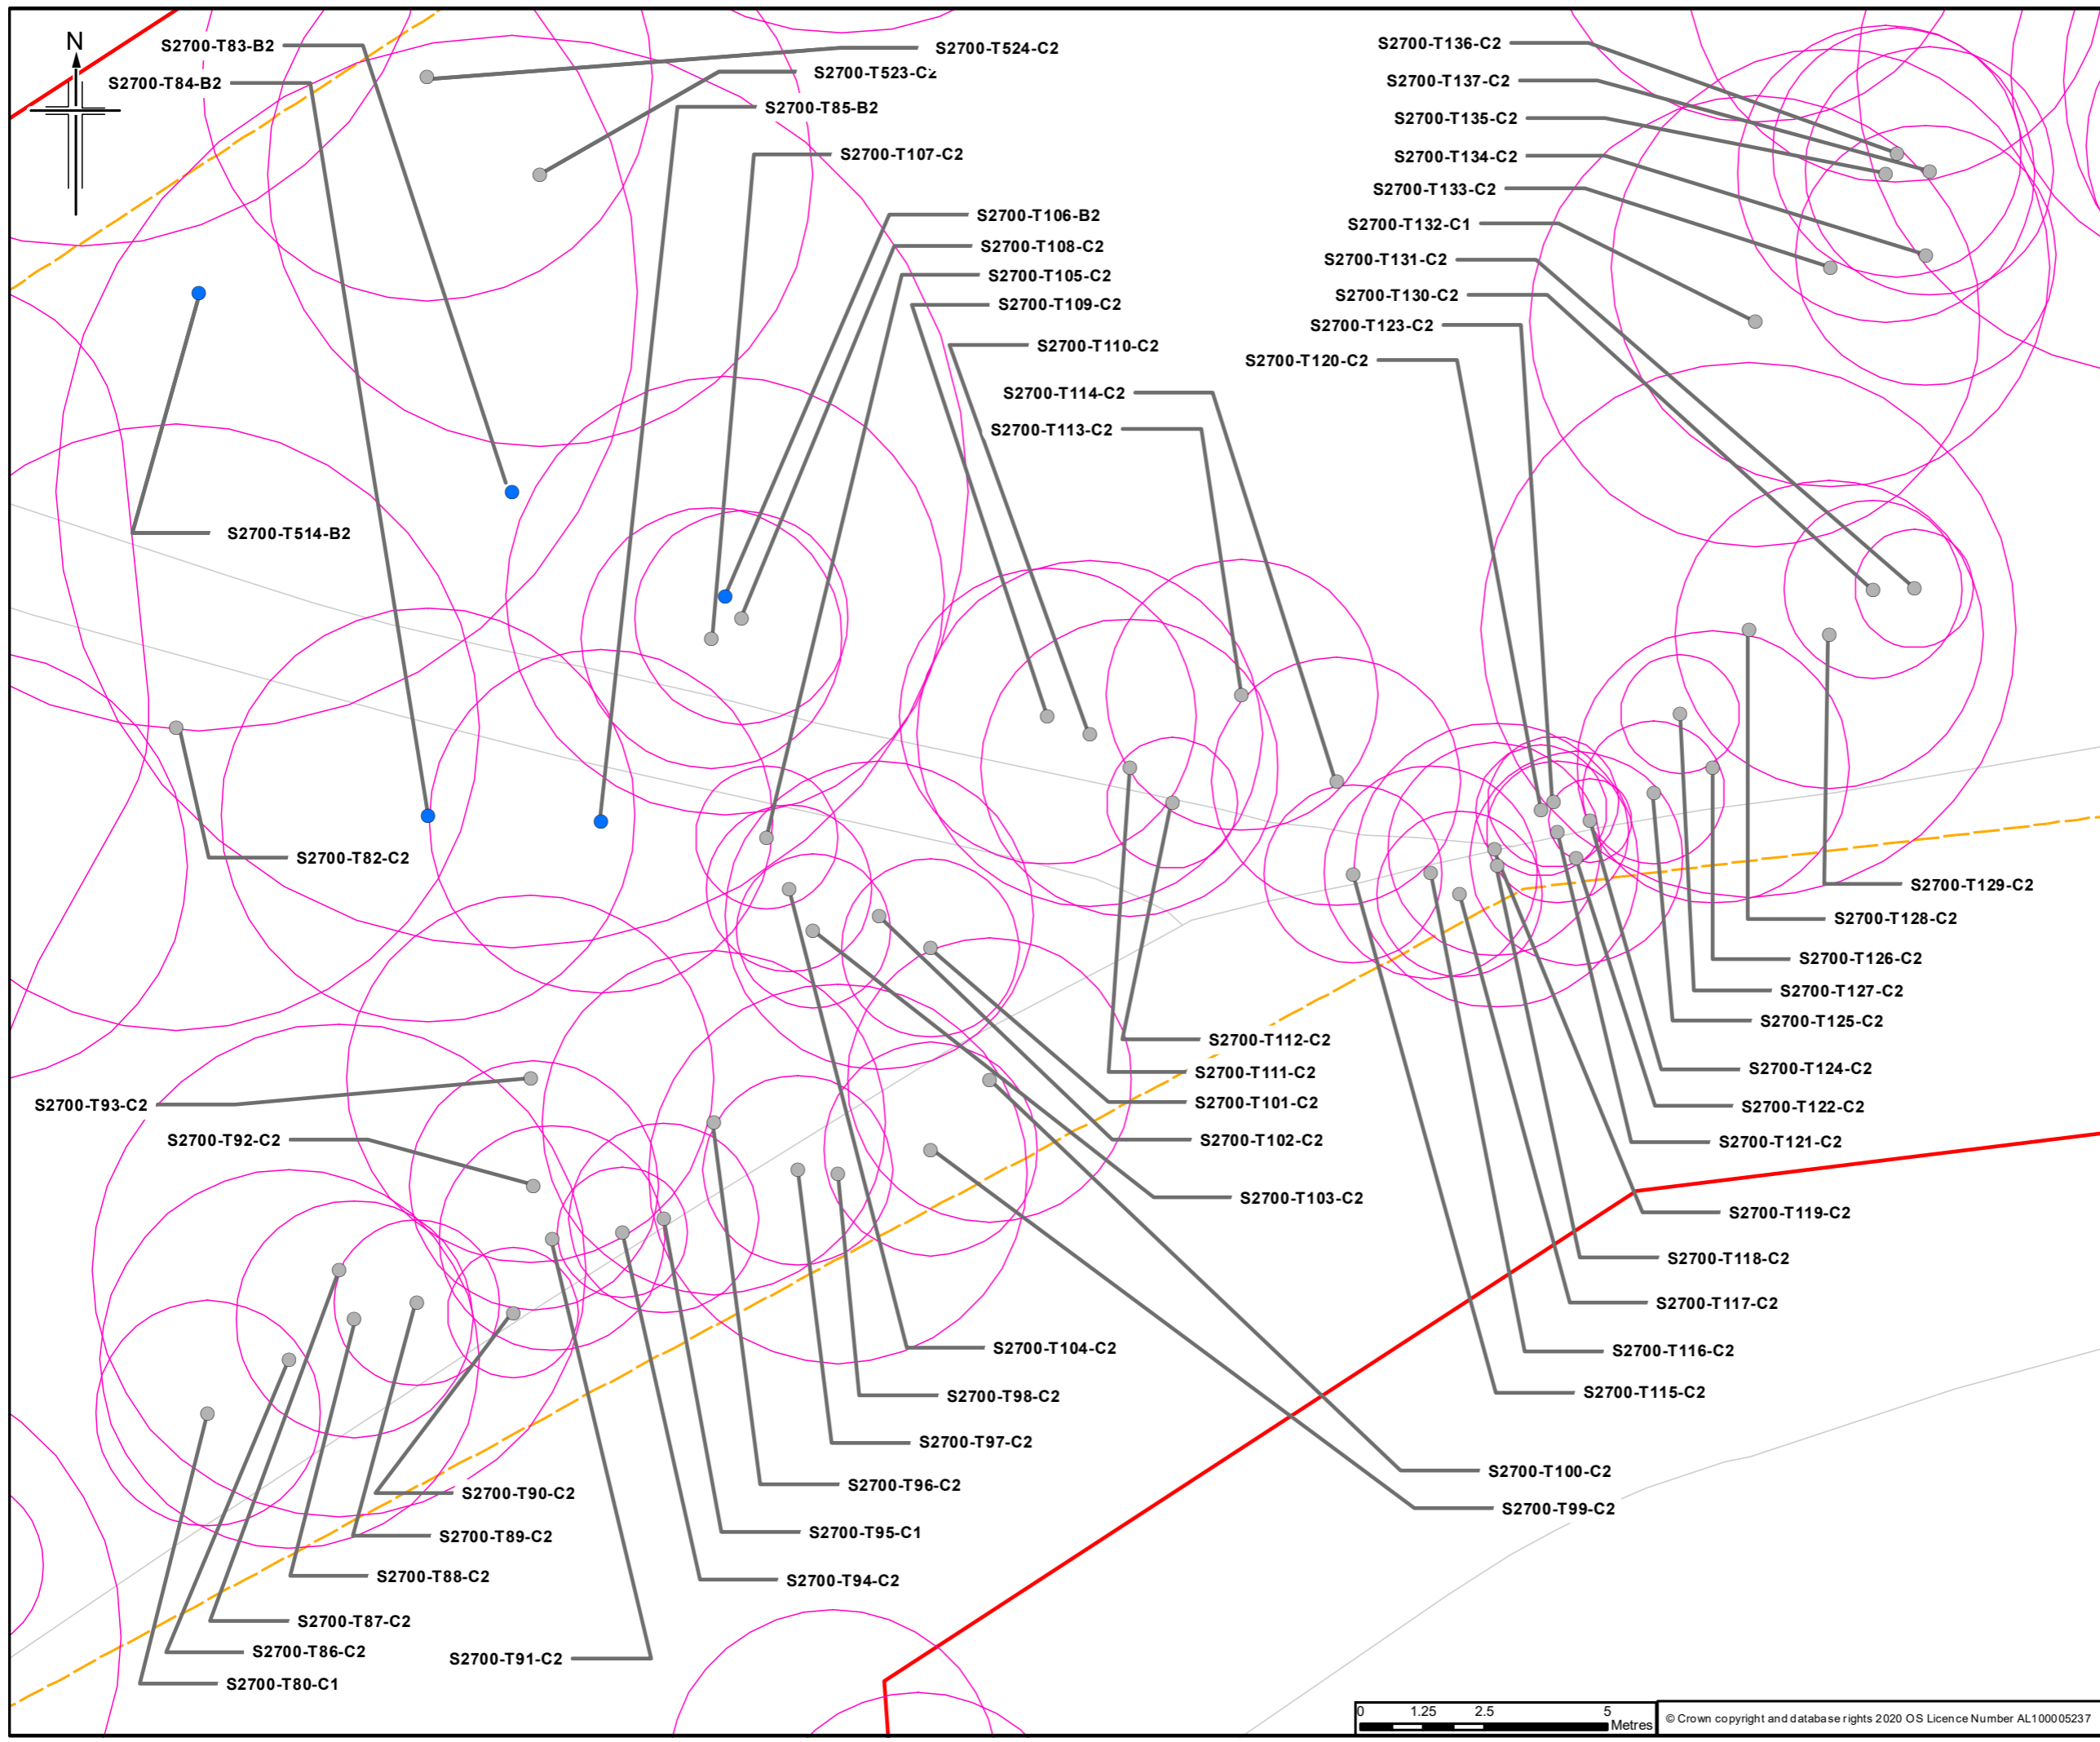 N
S2700-T83-B2
S2700-T84-B2
S2700-T524-C2
S2700-T523-C2
S2700-T85-B2
S2700-T107-C2
S2700-T106-B2
S2700-T108-C2
S2700-T105-C2
S2700-T109-C2
S2700-T110-C2
S2700-T114-C2
S2700-T113-C2
S2700-T136-C2
S2700-T137-C2
S2700-T135-C2
S2700-T134-C2
S2700-T133-C2
S2700-T132-C1
S2700-T131-C2
S2700-T130-C2
S2700-T123-C2
S2700-T120-C2
S2700-T514-B2
S2700-T82-C2
S2700-T93-C2
S2700-T92-C2
S2700-T129-C2
S2700-T128-C2
S2700-T126-C2
S2700-T127-C2
S2700-T125-C2
S2700-T124-C2
S2700-T122-C2
S2700-T121-C2
S2700-T119-C2
S2700-T118-C2
S2700-T117-C2
S2700-T116-C2
S2700-T115-C2
S2700-T112-C2
S2700-T111-C2
S2700-T101-C2
S2700-T102-C2
S2700-T103-C2
S2700-T104-C2
S2700-T98-C2
S2700-T97-C2
S2700-T96-C2
S2700-T95-C1
S2700-T94-C2
S2700-T100-C2
S2700-T99-C2
S2700-T90-C2
S2700-T89-C2
S2700-T88-C2
S2700-T87-C2
S2700-T86-C2
S2700-T80-C1
S2700-T91-C2
0 1.25 2.5 5
Metres
© Crown copyright and database rights 2020 OS Licence Number AL100005237